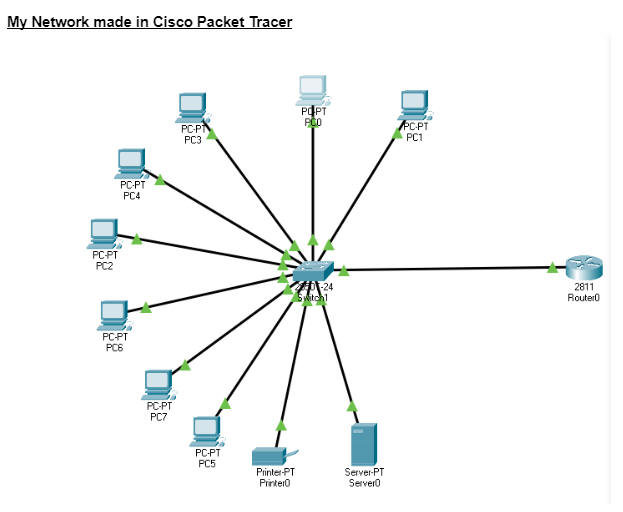 My Network made in Cisco Packet Tracer
PC-PT
PC3
PC-PT
PC0
PC-PT
PC1
PC-PT
PC4
PC-PT
PC2
2811
Router0
24
Switch1
PC-PT
PC6
PC-PT
PC7
PC-PT
PC5
Printer-PT
Printer0
Server-PT
Server0